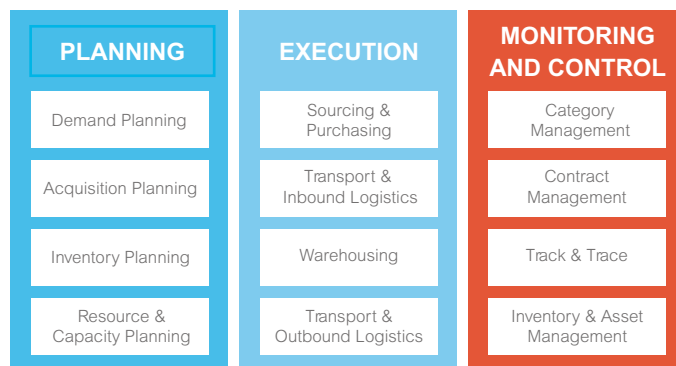 PLANNING
Demand Planning
Acquisition Planning
Inventory Planning
Resource &
Capacity Planning
EXECUTION
Sourcing &
Purchasing
Transport &
Inbound Logistics
Warehousing
Transport &
Outbound Logistics
MONITORING
AND CONTROL
Category
Management
Contract
Management
Track & Trace
Inventory & Asset
Management